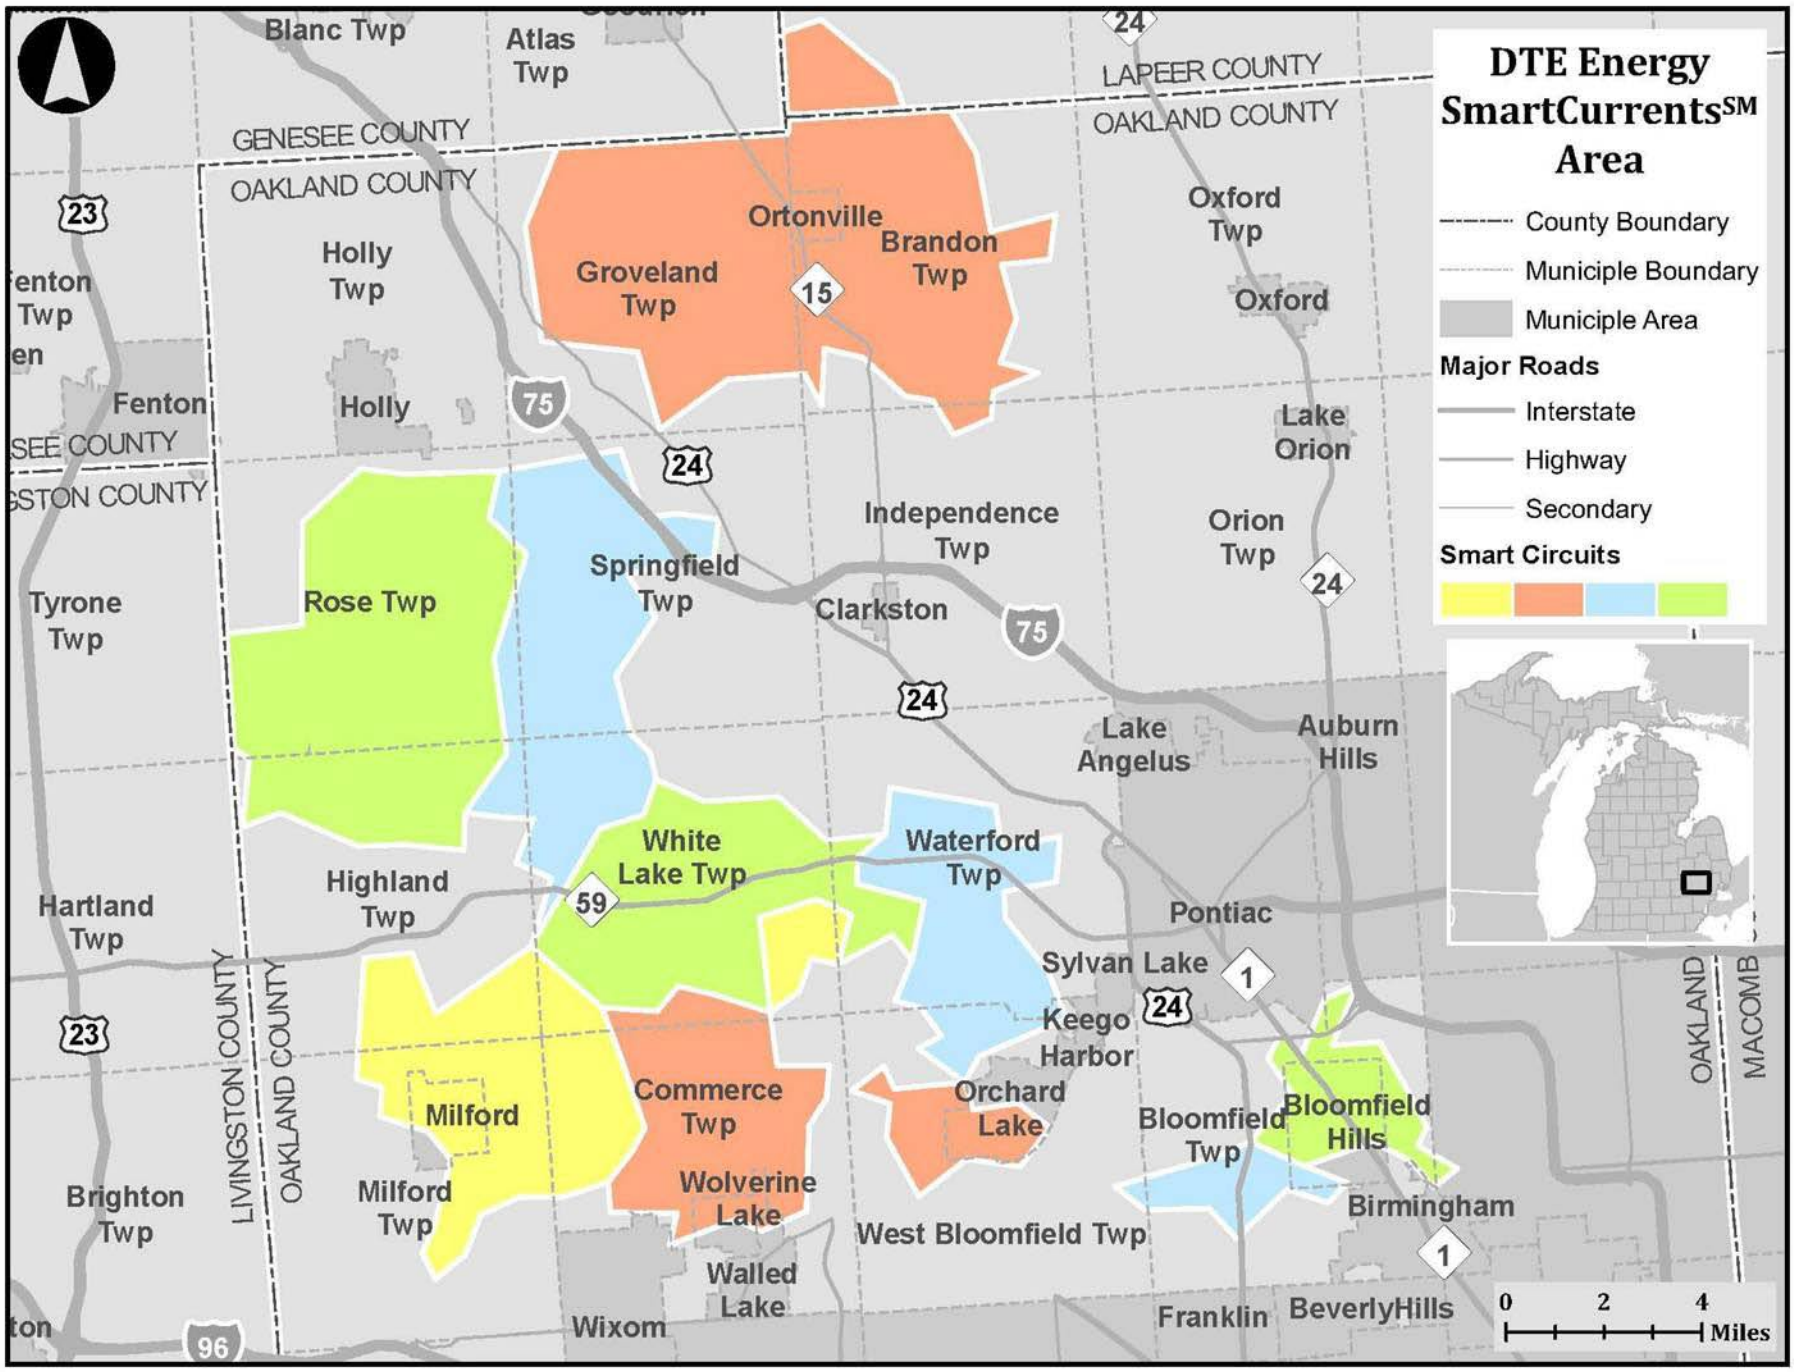 Blanc Twp
Atlas
Twp
24
LAPEER COUNTY
OAKLAND COUNTY
GENESEE COUNTY
OAKLAND COUNTY
DTE Energy
SmartCurrentsSM
Area
County Boundary
Municiple Boundary
Municiple Area
Major Roads
Interstate
Highway
Secondary
Smart Circuits
23
Holly
Twp
Ortonville
Brandon
Twp
Groveland
Twp
15
Oxford
Twp
Oxford
enton
Twp
en
Fenton
Holly
75
Lake
Orion
SEE COUNTY
GSTON COUNTY
24
Independence
Twp
Orion
Twp
Springfield
Twp
24
Rose Twp
Clarkston
Tyrone
Twp
75
24
Lake
Angelus
Auburn
Hills
White
Lake Twp
Waterford
Twp
Highland
Twp
59
Hartland
Twp
Pontiac
Sylvan Lake
1
24
LIVINGSTON COUNTY
OAKLAND COUNTY
OAKLAND
MACOMB
23
Keego
Harbor
Commerce
Twp
Orchard
Lake
Milford
Bloomfield
Twp
Bloomfield
Hills
Brighton
Twp
Milford
Twp
Wolverine
Lake
Birmingham
West Bloomfield Twp
1
Walled
Lake
Wixom
Franklin
BeverlyHills
ton
96
0 2 4
Miles